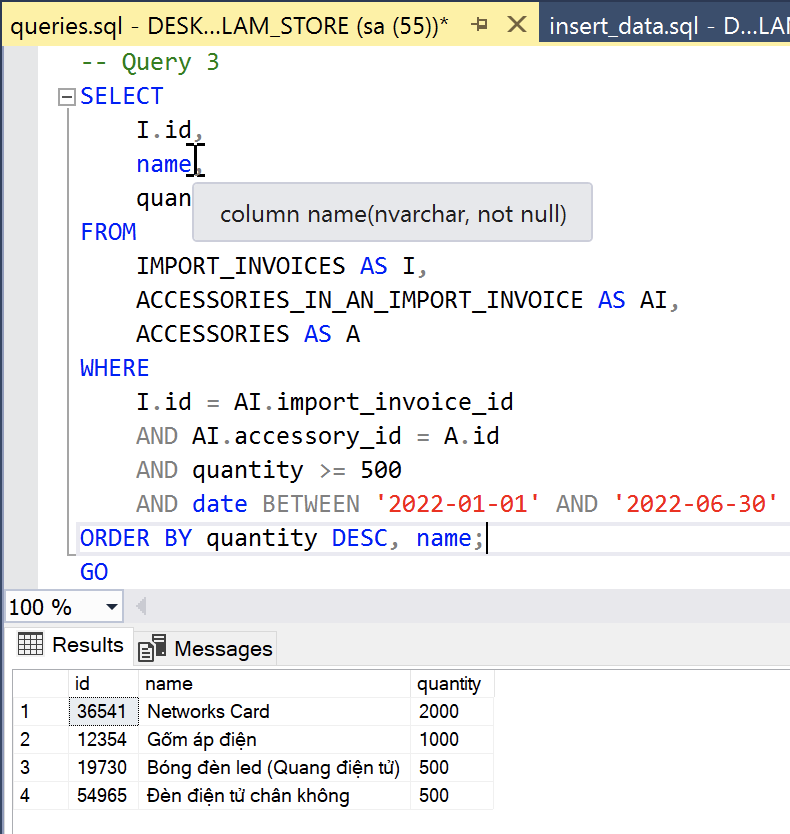 queries.sql - DESK...LAM_STORE (sa (55))*
insert_data.sql - D...LAM
-- Query 3
SELECT
I.id,
name,
quan
column name(nvarchar, not null)
FROM
IMPORT_INVOICES AS I,
ACCESSORIES_IN_AN_IMPORT_INVOICE AS AI,
ACCESSORIES AS A
WHERE
I.id = AI.import_invoice_id
AND AI.accessory_id = A.id
AND quantity >= 500
AND date BETWEEN '2022-01-01' AND '2022-06-30'
ORDER BY quantity DESC, name;
GO
100 %
Results Messages
id name quantity
1 36541 Networks Card 2000
2 12354 Gốm áp điện 1000
3 19730 Bóng đèn led (Quang điện tử) 500
4 54965 Đèn điện tử chân không 500